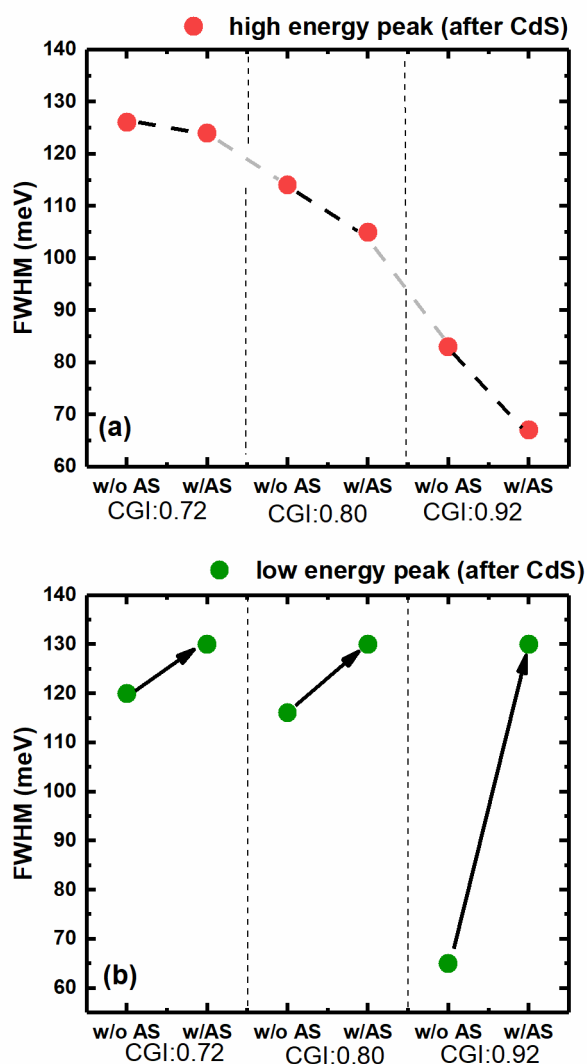 high energy peak (after CdS)
FWHM (meV)
140
130
120
110
100
90
80
70
60
(a)
w/o AS w/AS w/o AS w/AS w/o AS w/AS
CGI:0.72 CGI:0.80 CGI:0.92
low energy peak (after CdS)
FWHM (meV)
140
130
120
110
100
90
80
70
60
(b)
w/o AS w/AS w/o AS w/AS w/o AS w/AS
CGI:0.72 CGI:0.80 CGI:0.92